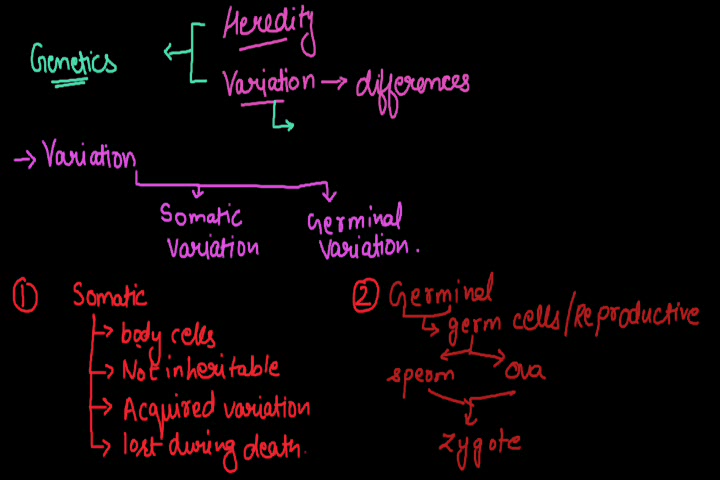 Heredity
Genetics
Variation → differences
→ Variation
Somatic Variation
Germinal Variation.
① Somatic
→ body cells
→ Not inheritable
→ Acquired variation
→ lost during death.
② Germinal
→ germ cells/Reproductive
sperm
ova
zygote